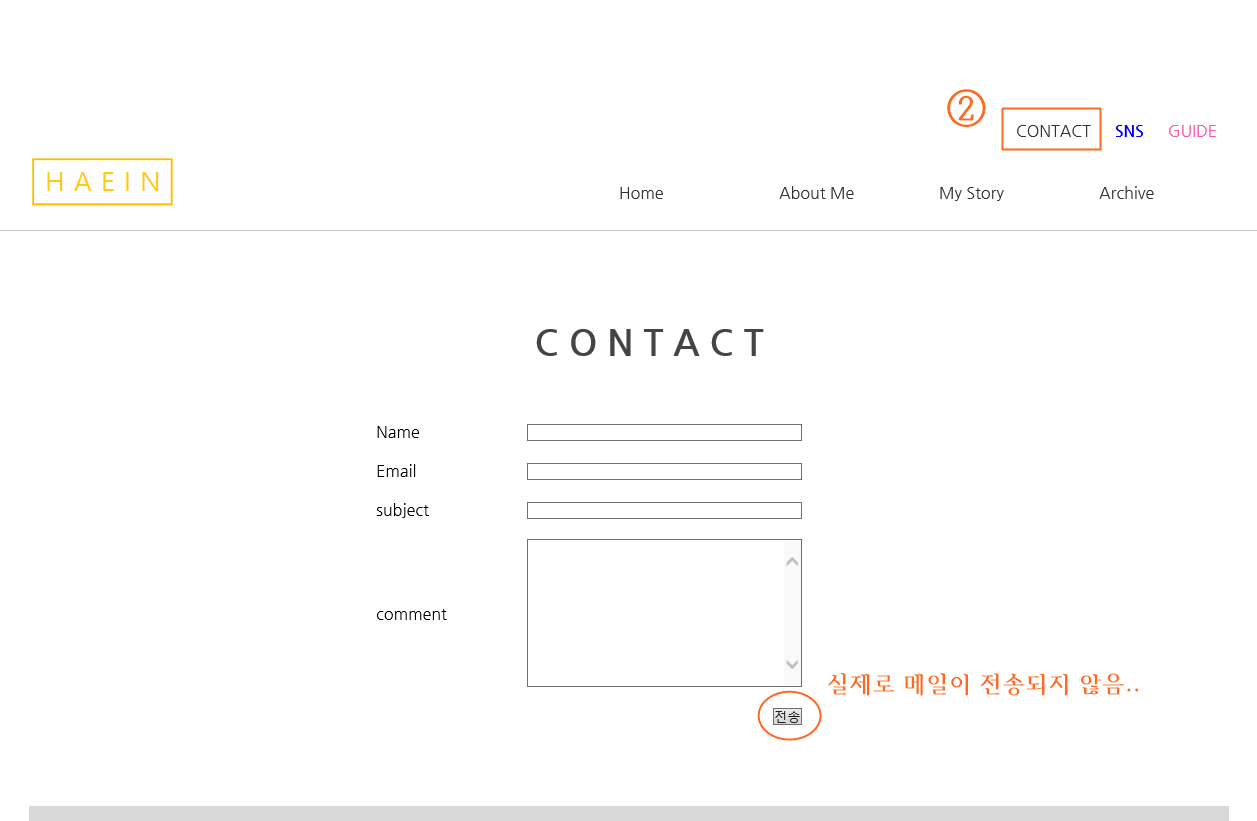 ②
CONTACT SNS GUIDE
HAEIN
Home About Me My Story Archive
CONTACT
Name
Email
subject
comment
실제로 메일이 전송되지 않음..
전송